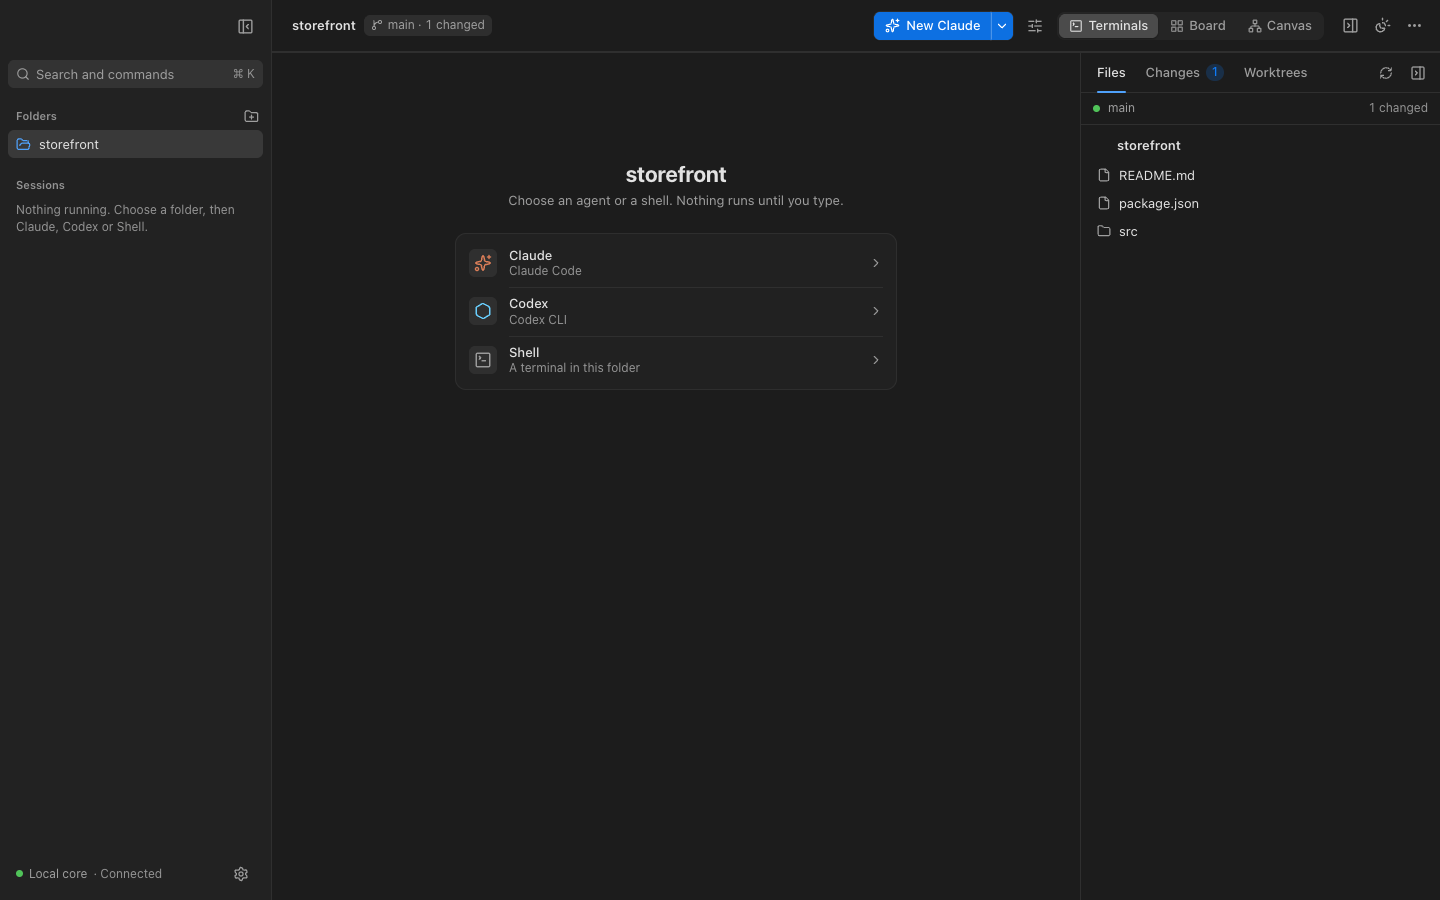 storefront
main · 1 changed
New Claude
Terminals
Board
Canvas
Search and commands
⌘ K
Folders
storefront
Sessions
Nothing running. Choose a folder, then
Claude, Codex or Shell.
Local core · Connected
storefront
Choose an agent or a shell. Nothing runs until you type.
Claude
Claude Code
Codex
Codex CLI
Shell
A terminal in this folder
Files
Changes 1
Worktrees
main
1 changed
storefront
README.md
package.json
src